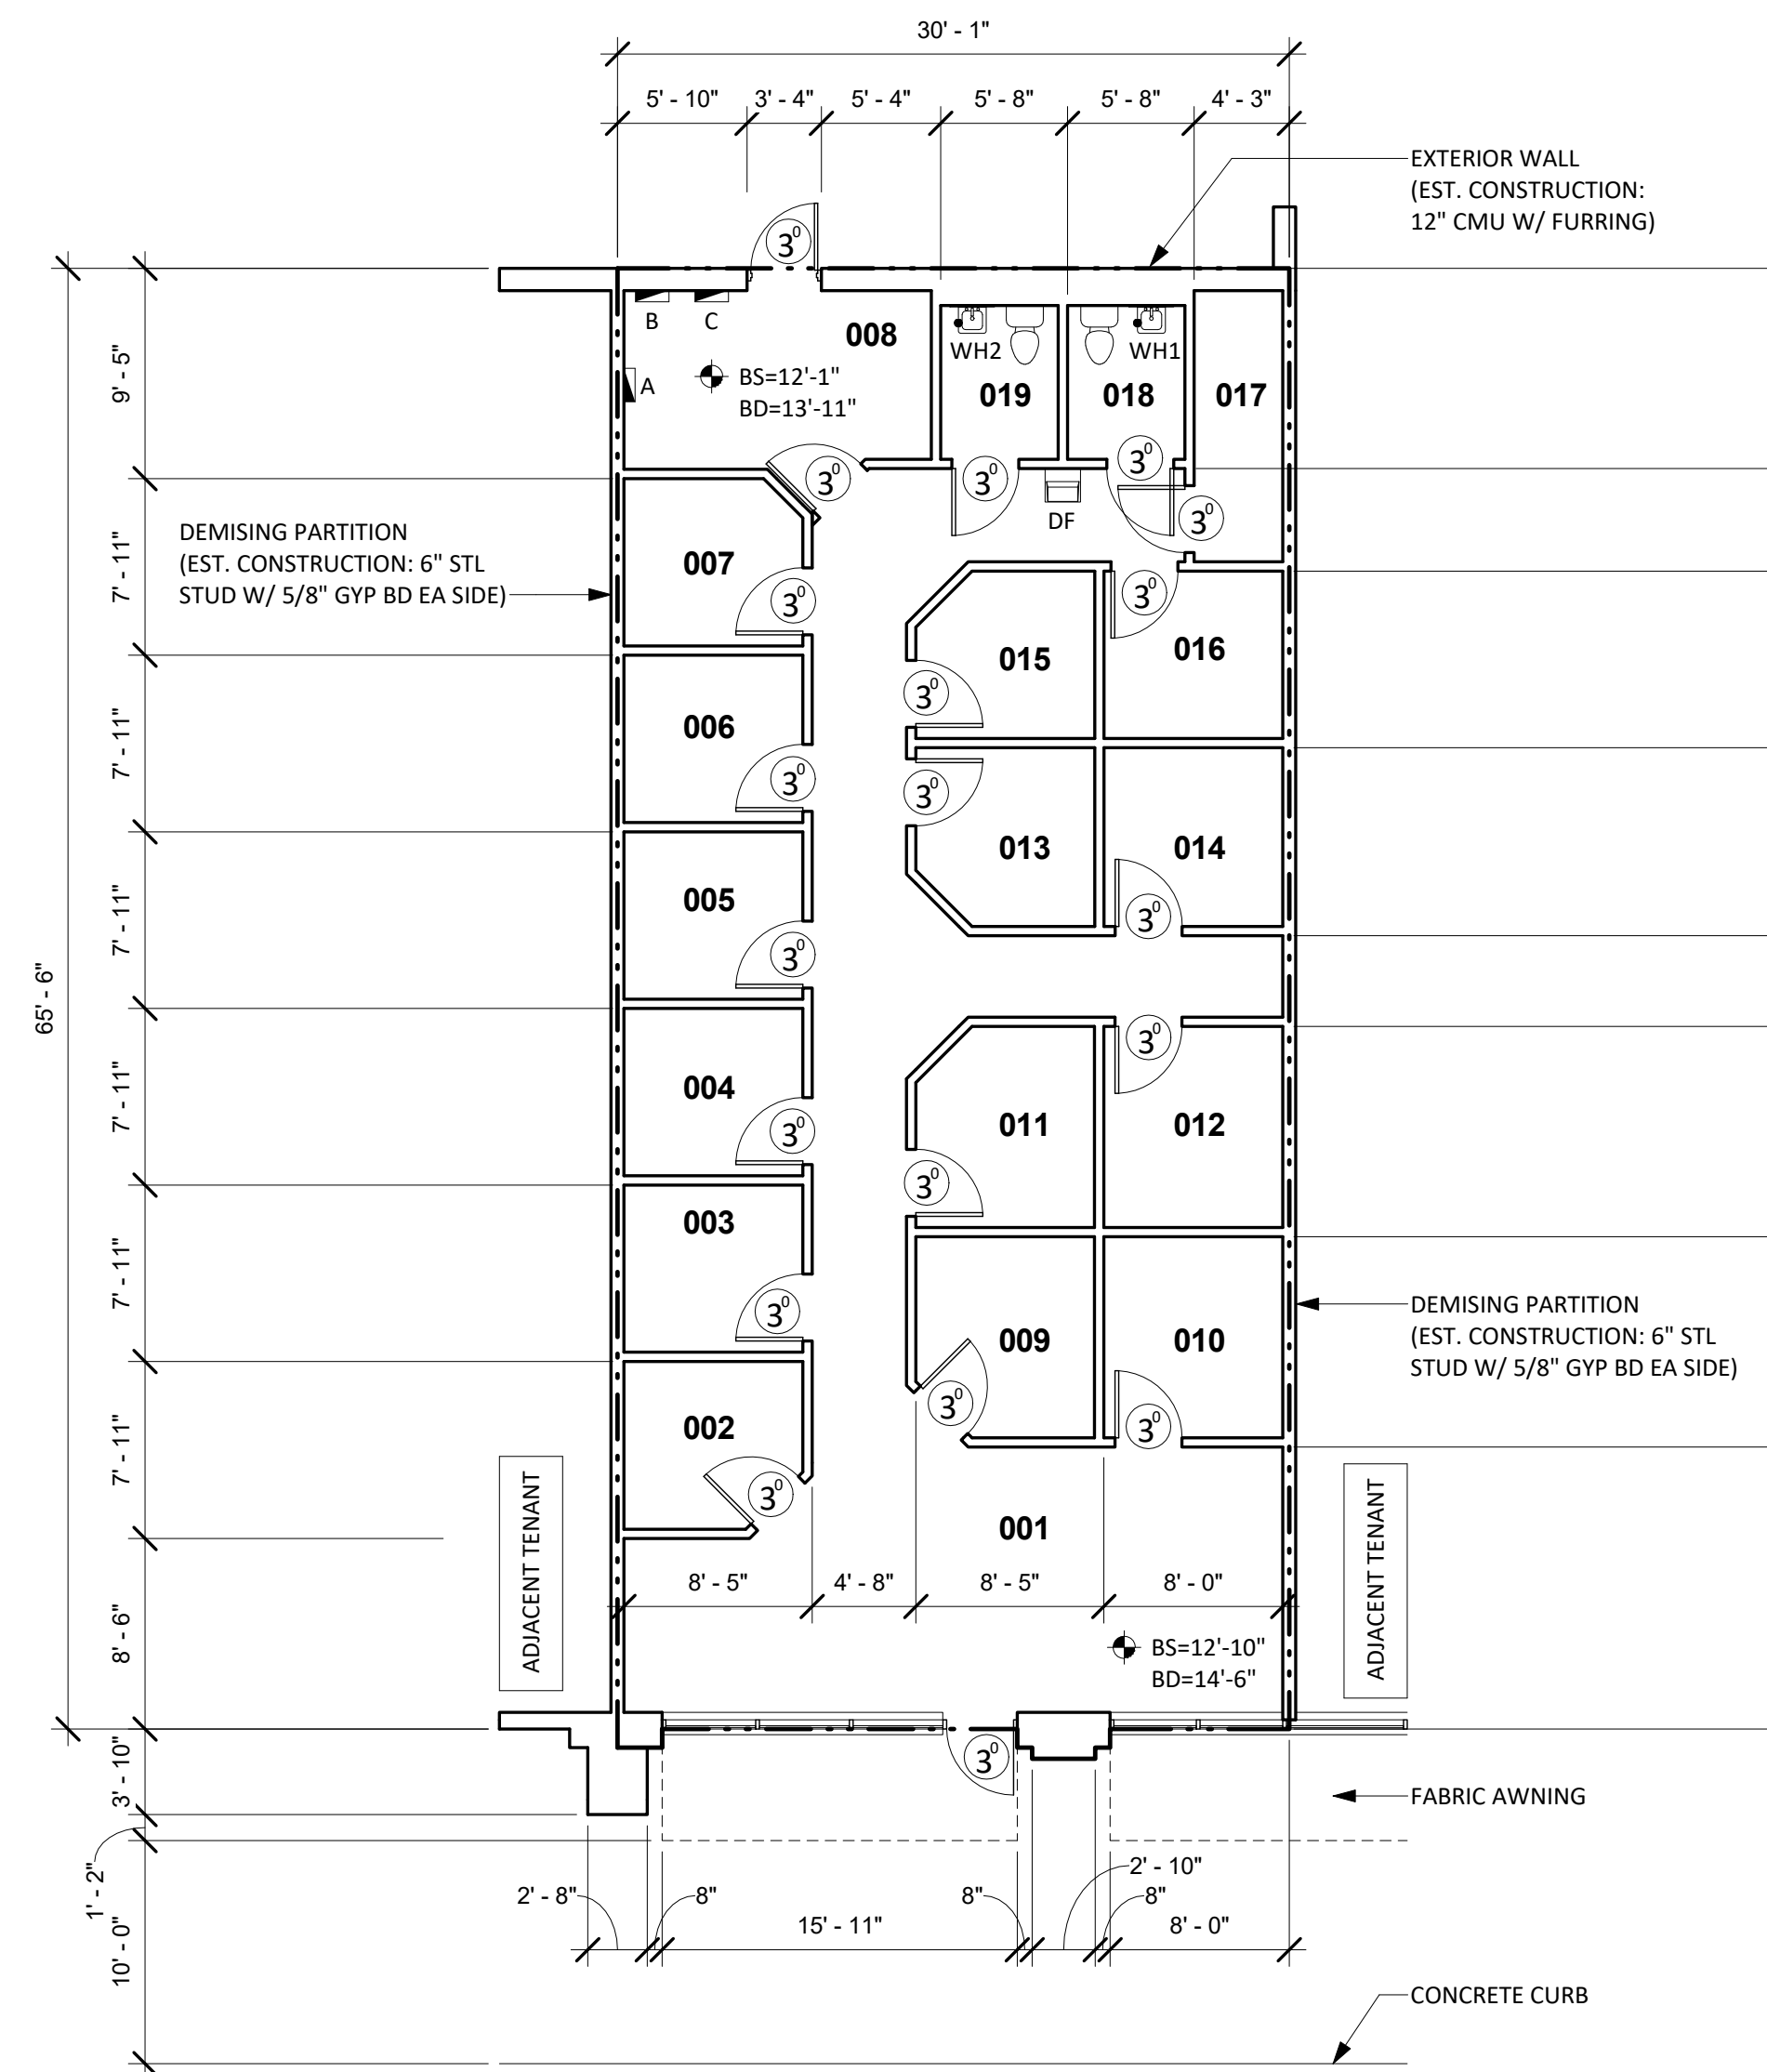 30' - 1"
5' - 10"
3' - 4"
5' - 4"
5' - 8"
5' - 8"
4' - 3"
EXTERIOR WALL
(EST. CONSTRUCTION:
12" CMU W/ FURRING)
3⁰
B
C
008
WH2
WH1
A
BS=12'-1"
BD=13'-11"
019
018
017
9' - 5"
3⁰
3⁰
3⁰
3⁰
DF
DEMISING PARTITION
(EST. CONSTRUCTION: 6" STL
STUD W/ 5/8" GYP BD EA SIDE)
7' - 11"
007
3⁰
3⁰
015
016
3⁰
7' - 11"
006
3⁰
3⁰
013
014
7' - 11"
005
3⁰
3⁰
65' - 6"
3⁰
7' - 11"
004
3⁰
011
012
3⁰
7' - 11"
003
3⁰
009
010
DEMISING PARTITION
(EST. CONSTRUCTION: 6" STL
STUD W/ 5/8" GYP BD EA SIDE)
3⁰
3⁰
7' - 11"
002
3⁰
001
ADJACENT TENANT
ADJACENT TENANT
8' - 5"
4' - 8"
8' - 5"
8' - 0"
8' - 6"
BS=12'-10"
BD=14'-6"
3⁰
3' - 10"
FABRIC AWNING
1' - 2"
2' - 8"
8"
8"
2' - 10"
8"
15' - 11"
8' - 0"
10' - 0"
CONCRETE CURB